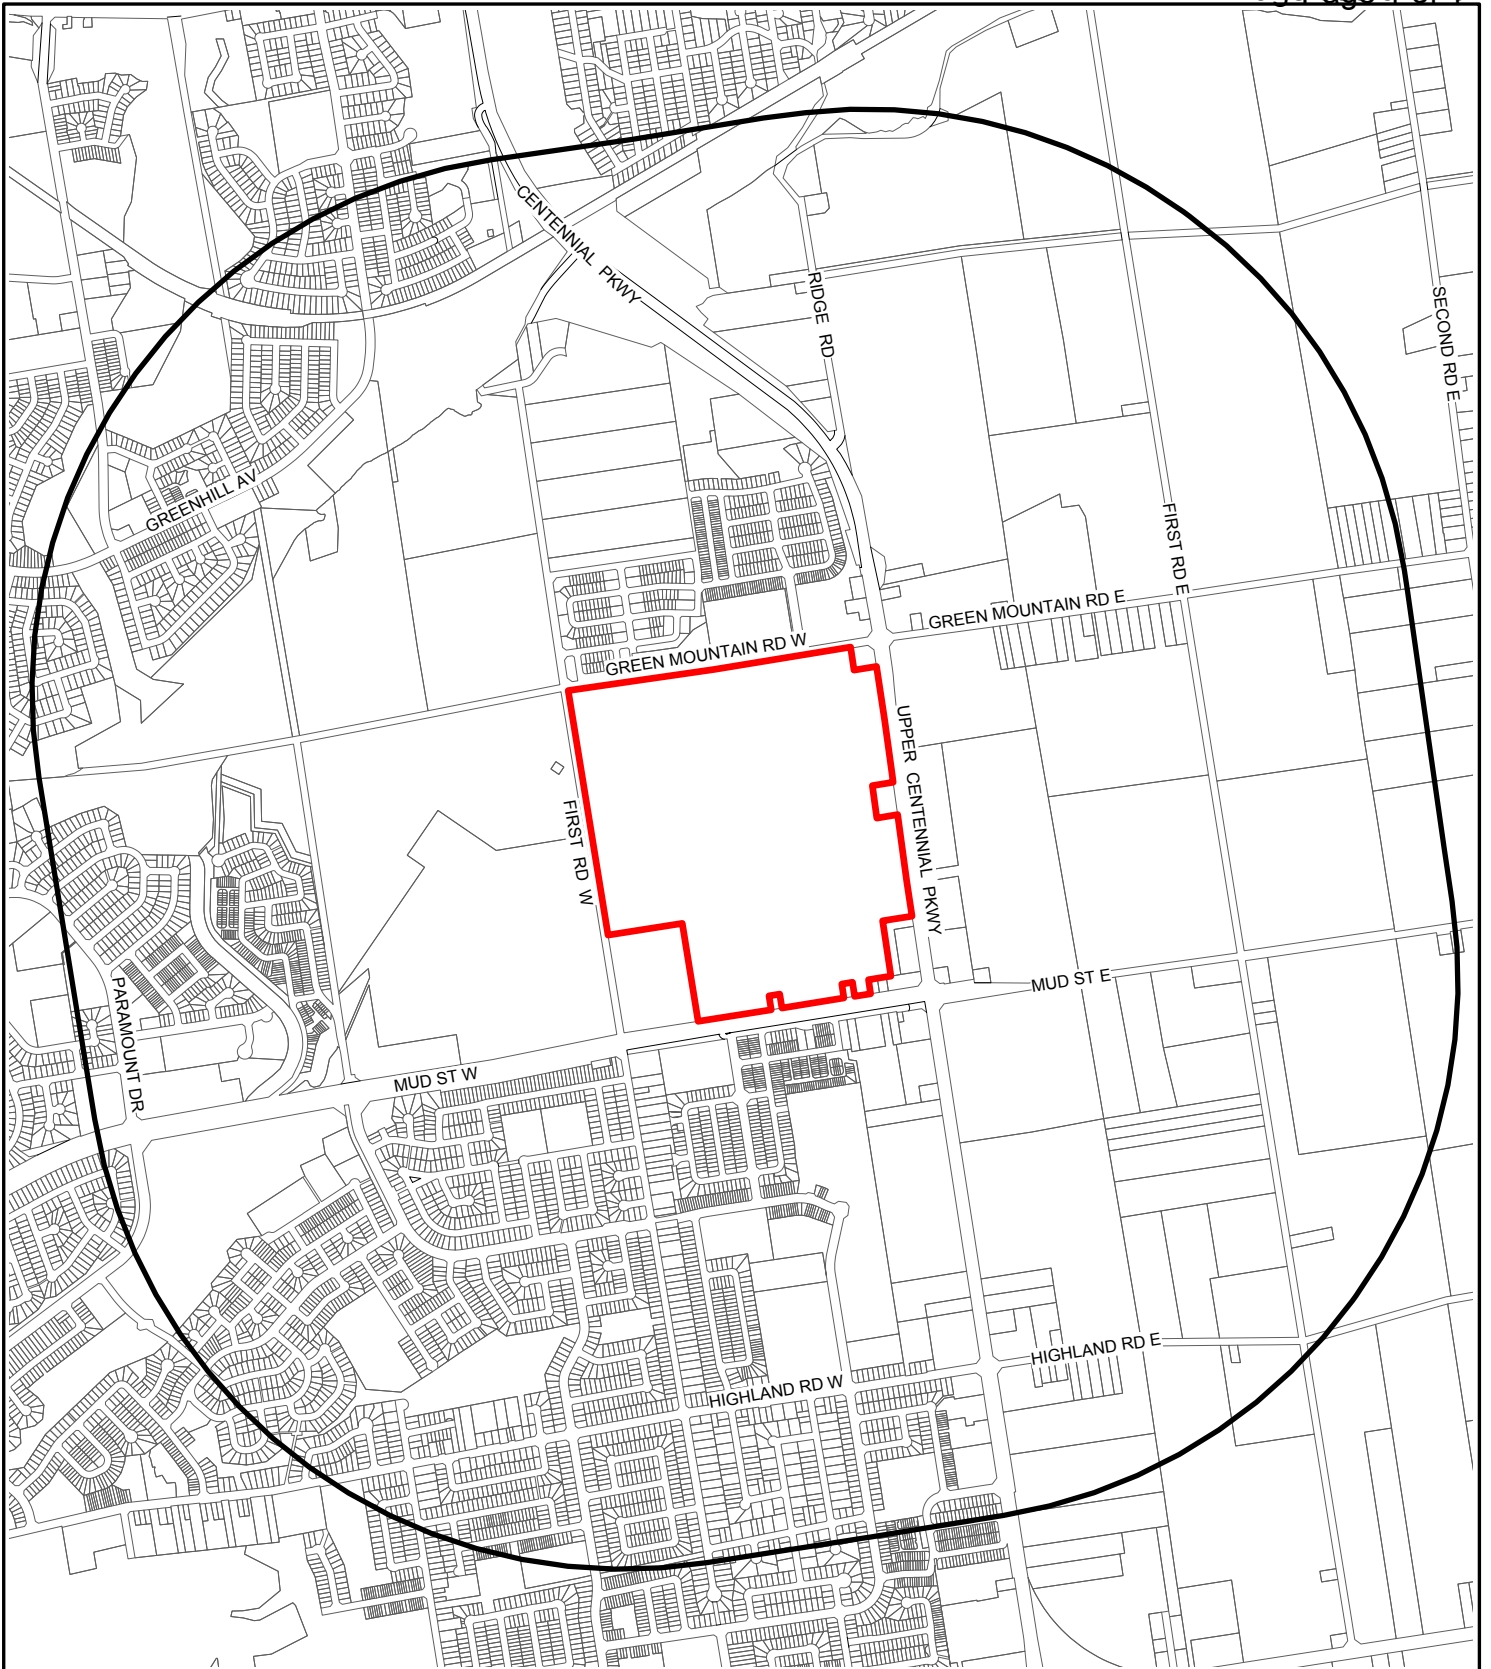 CENTENNIAL PKWY
RIDGE RD
SECOND RD E
GREENHILL AV
FIRST RD E
GREEN MOUNTAIN RD E
GREEN MOUNTAIN RD W
UPPER CENTENNIAL PKWY
FIRST RD W
PARAMOUNT DR
MUD ST E
MUD ST W
HIGHLAND RD E
HIGHLAND RD W